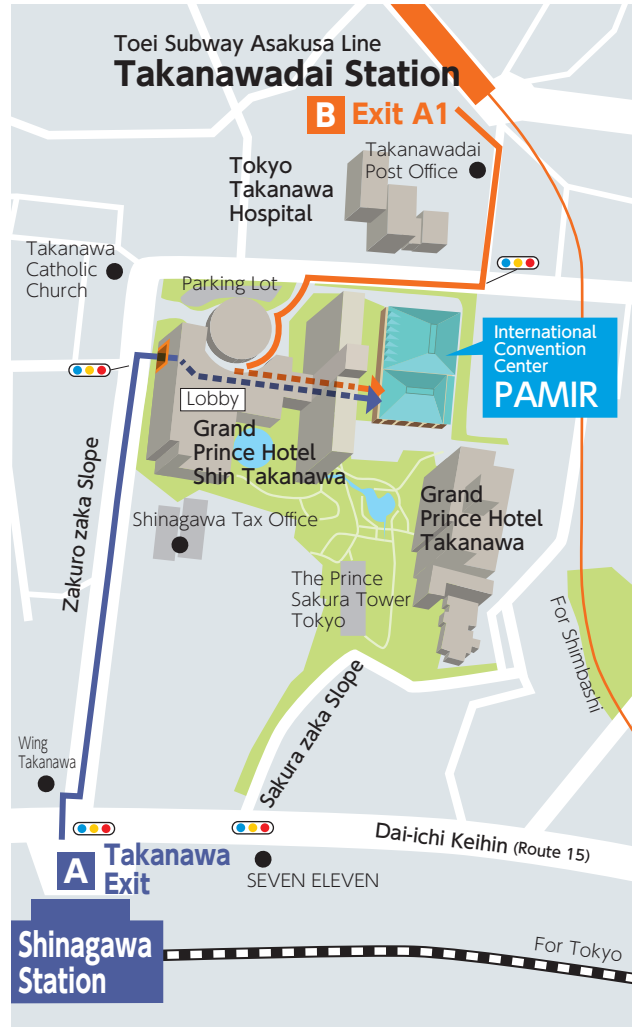 Toei Subway Asakusa Line
Takanawadai Station
B Exit A1
Takanawadai
Post Office
Tokyo
Takanawa
Hospital
Takanawa
Catholic
Church
Parking Lot
International
Convention
Center
PAMIR
Lobby
Grand
Prince Hotel
Shin Takanawa
Zakuro zaka Slope
Shinagawa Tax Office
Grand
Prince Hotel
Takanawa
The Prince
Sakura Tower
Tokyo
For Shimbashi
Sakura zaka Slope
Wing
Takanawa
Dai-ichi Keihin (Route 15)
A Takanawa
Exit
SEVEN ELEVEN
Shinagawa
Station
For Tokyo